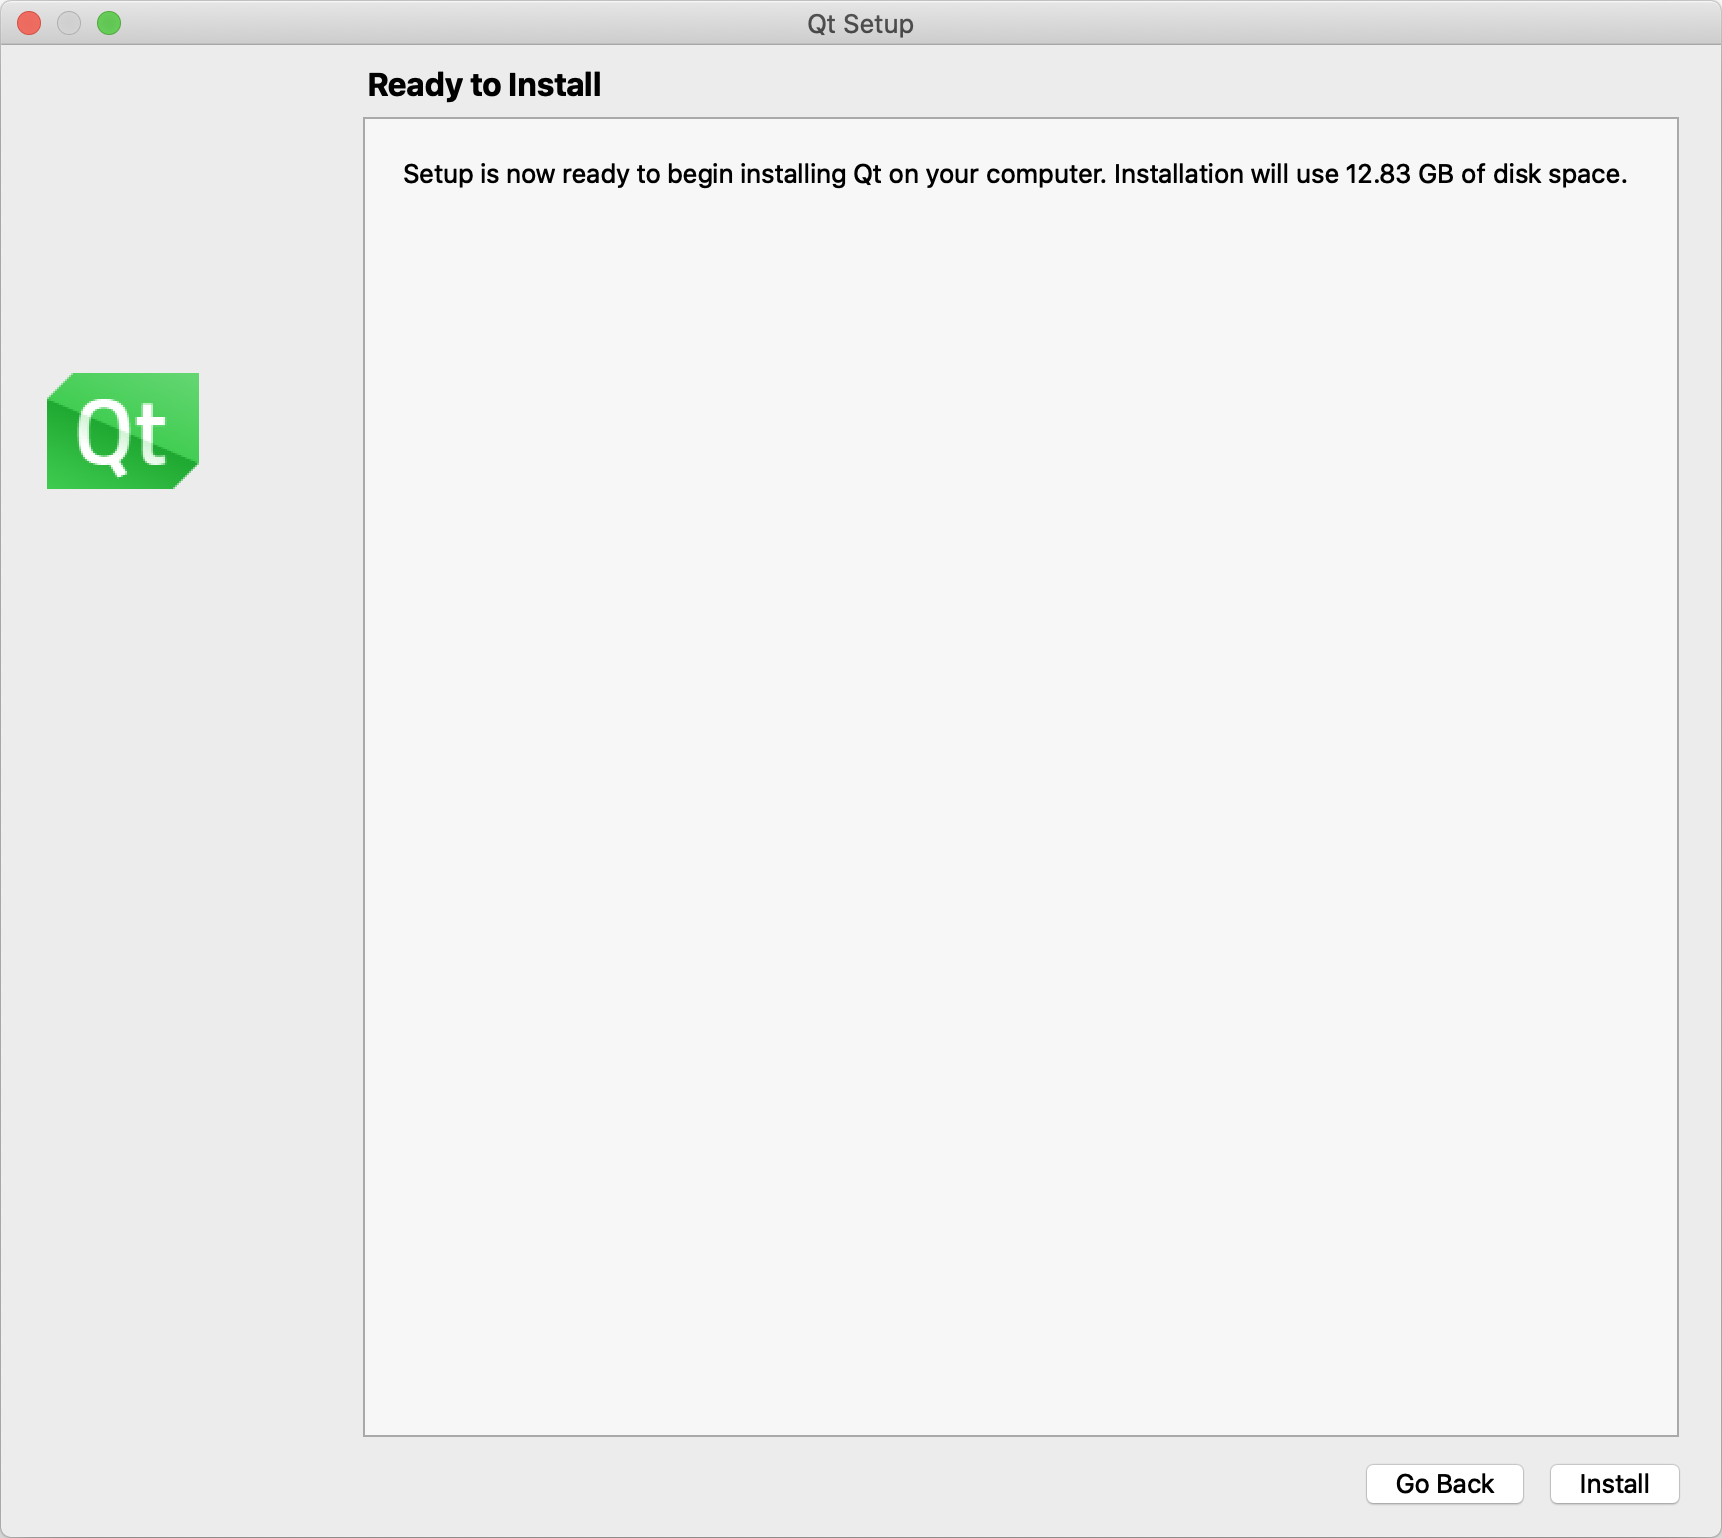 Qt Setup
Ready to Install
Setup is now ready to begin installing Qt on your computer. Installation will use 12.83 GB of disk space.
Qt
Go Back
Install